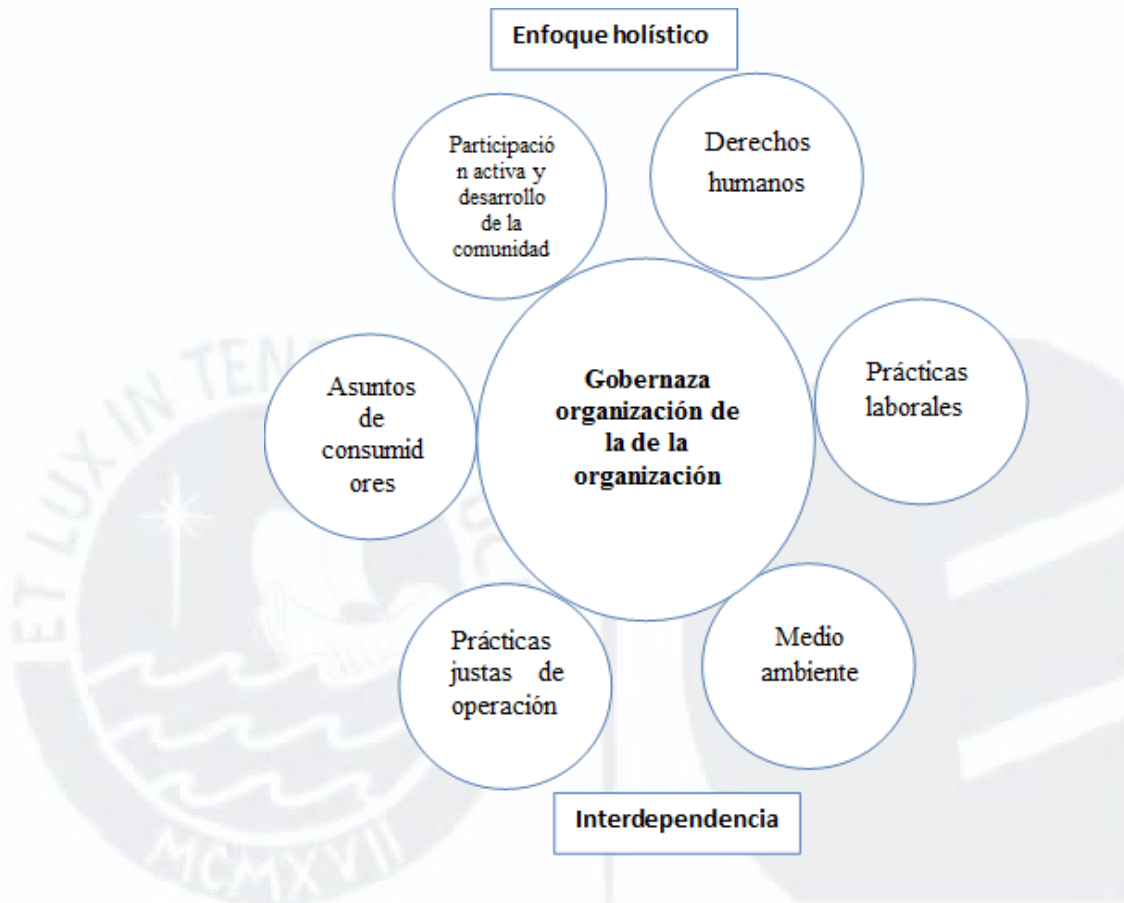 Enfoque holístico
Participació
n activa y
desarrollo
de la
comunidad
Derechos
humanos
Asuntos
de
consumid
ores
Gobernaza
organización de
la de la
organización
Prácticas
laborales
Prácticas
justas de
operación
Medio
ambiente
Interdependencia
ET LUX IN TEN
MCMXVII